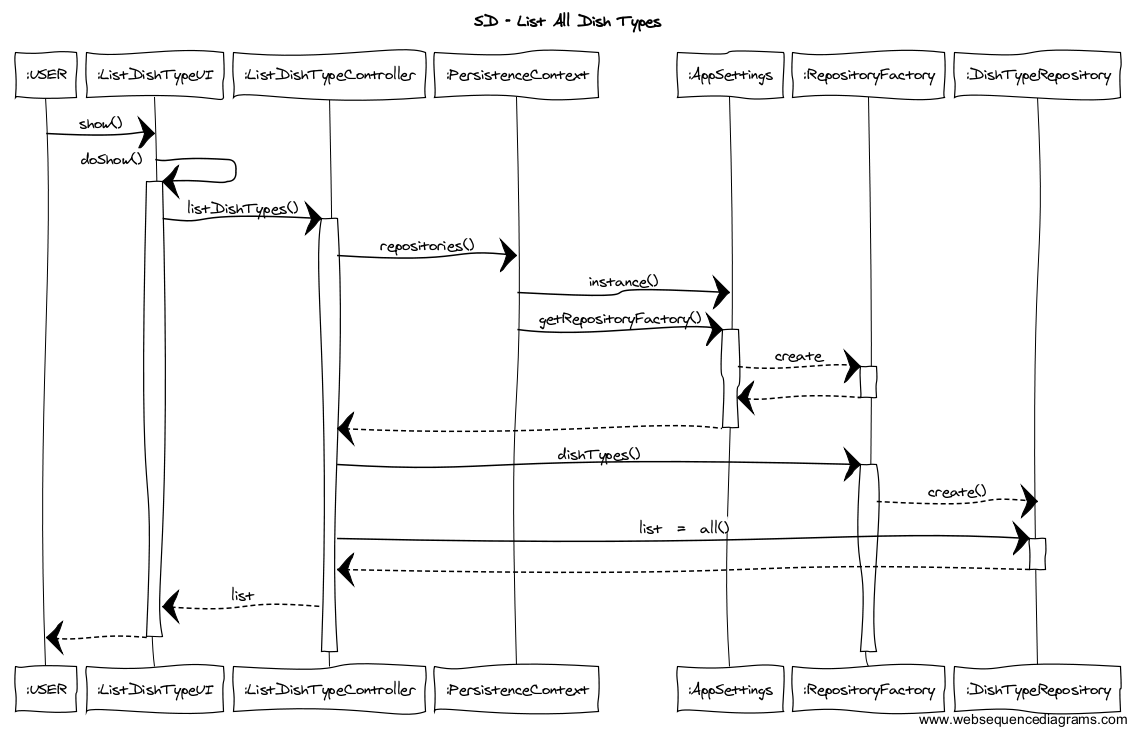 SD - List All Dish Types
:USER :ListDishTypeUI :ListDishTypeController :PersistenceContext :AppSettings :RepositoryFactory :DishTypeRepository
show()
doShow()
listDishTypes()
repositories()
instance()
getRepositoryFactory()
create
dishTypes()
create()
list = all()
list
:USER :ListDishTypeUI :ListDishTypeController :PersistenceContext :AppSettings :RepositoryFactory :DishTypeRepository
www.websequencediagrams.com